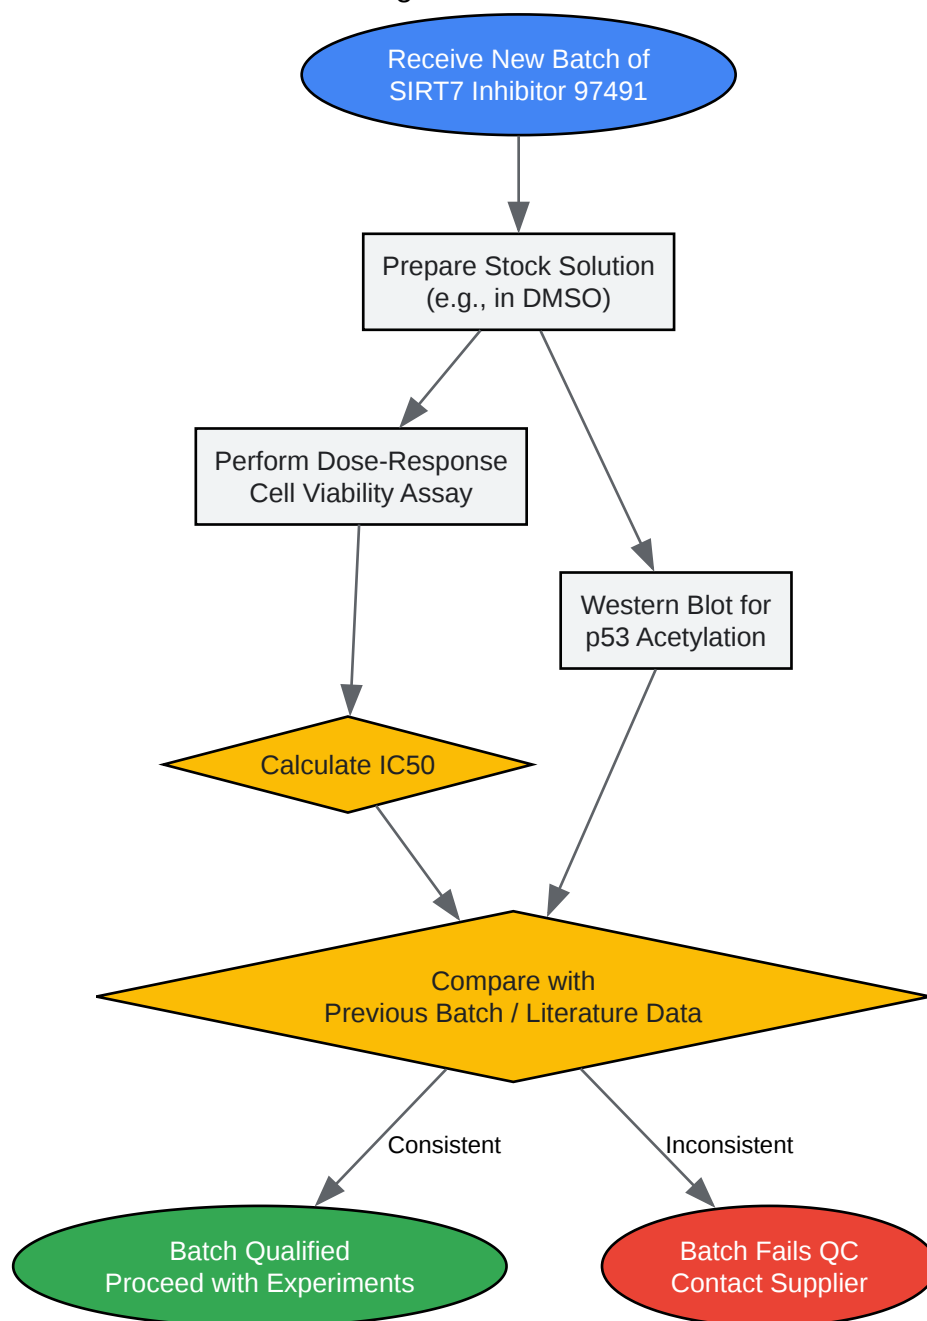 Receive New Batch of
SIRT7 Inhibitor 97491
Prepare Stock Solution
(e.g., in DMSO)
Perform Dose-Response
Cell Viability Assay
Western Blot for
p53 Acetylation
Calculate IC50
Compare with
Previous Batch / Literature Data
Consistent
Inconsistent
Batch Qualified
Proceed with Experiments
Batch Fails QC
Contact Supplier